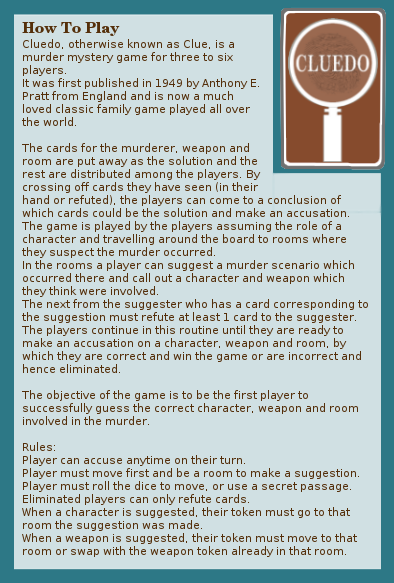 How To Play
CLUEDO
Cluedo, otherwise known as Clue, is a
murder mystery game for three to six
players.
It was first published in 1949 by Anthony E.
Pratt from England and is now a much
loved classic family game played all over
the world.
The cards for the murderer, weapon and
room are put away as the solution and the
rest are distributed among the players. By
crossing off cards they have seen (in their
hand or refuted), the players can come to a conclusion of
which cards could be the solution and make an accusation.
The game is played by the players assuming the role of a
character and travelling around the board to rooms where
they suspect the murder occurred.
In the rooms a player can suggest a murder scenario which
occurred there and call out a character and weapon which
they think were involved.
The next from the suggester who has a card corresponding to
the suggestion must refute at least 1 card to the suggester.
The players continue in this routine until they are ready to
make an accusation on a character, weapon and room, by
which they are correct and win the game or are incorrect and
hence eliminated.
The objective of the game is to be the first player to
successfully guess the correct character, weapon and room
involved in the murder.
Rules:
Player can accuse anytime on their turn.
Player must move first and be a room to make a suggestion.
Player must roll the dice to move, or use a secret passage.
Eliminated players can only refute cards.
When a character is suggested, their token must go to that
room the suggestion was made.
When a weapon is suggested, their token must move to that
room or swap with the weapon token already in that room.